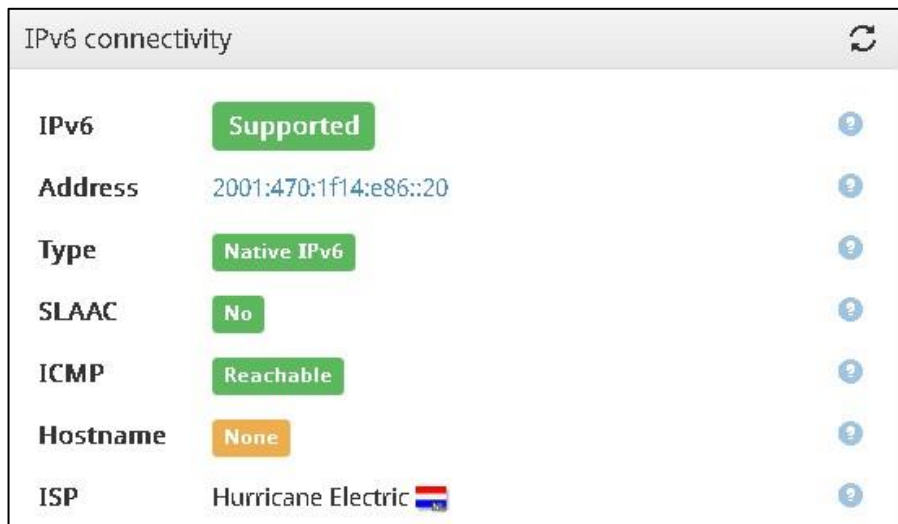 IPv6 connectivity
IPv6 Supported
Address 2001:470:1f14:e86::20
Type Native IPv6
SLAAC No
ICMP Reachable
Hostname None
ISP Hurricane Electric